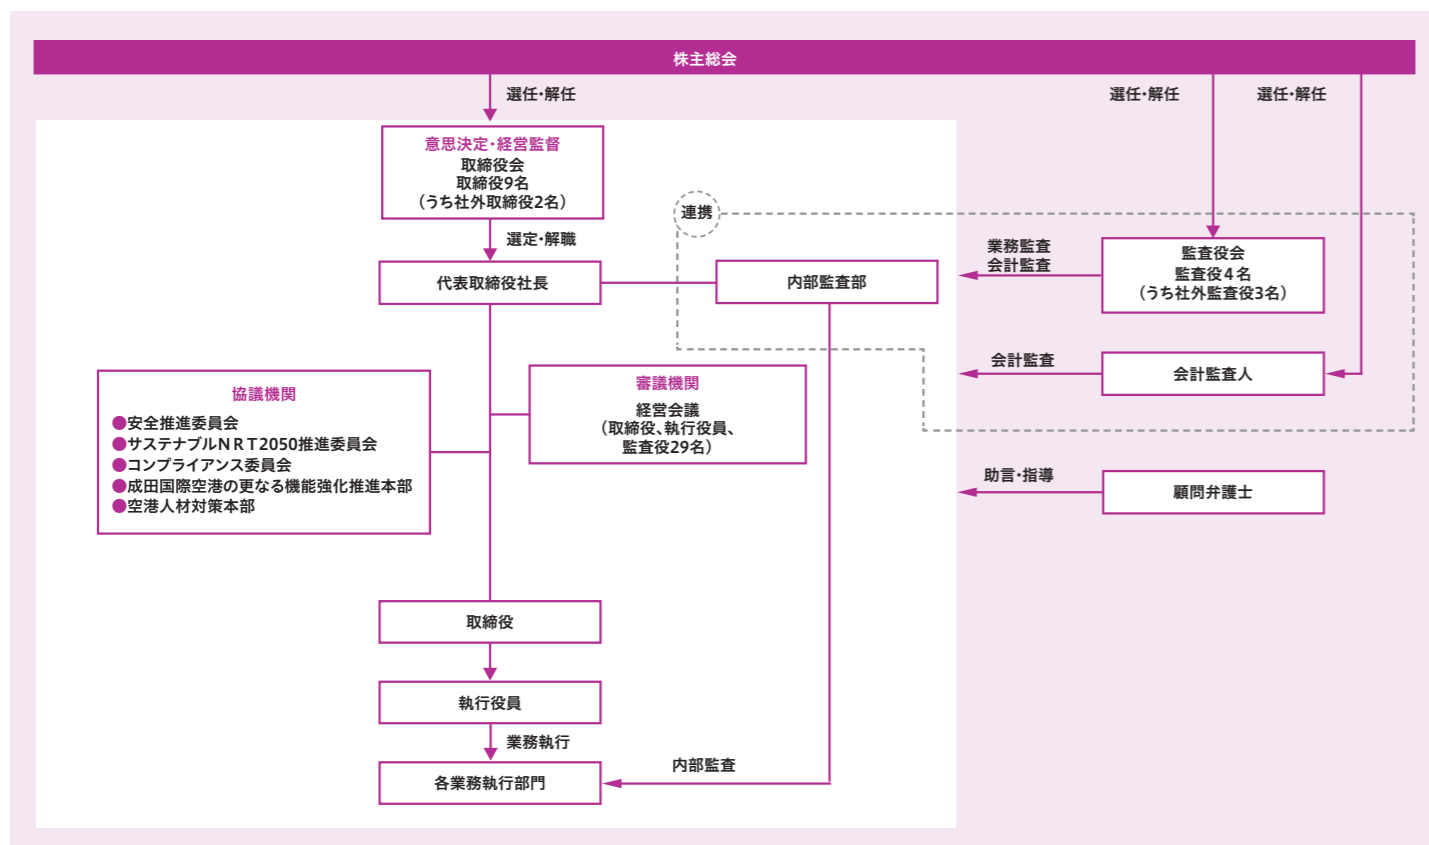 株主総会
選任・解任
選任・解任
選任・解任
意思決定・経営監督
取締役会
取締役9名
（うち社外取締役2名）
選定・解職
連携
代表取締役社長
内部監査部
業務監査
会計監査
監査役会
監査役4名
（うち社外監査役3名）
会計監査
会計監査人
協議機関
●安全推進委員会
●サステナブルNRT2050推進委員会
●コンプライアンス委員会
●成田国際空港の更なる機能強化推進本部
●空港人材対策本部
審議機関
経営会議
（取締役、執行役員、
監査役29名）
助言・指導
顧問弁護士
取締役
執行役員
業務執行
各業務執行部門
内部監査